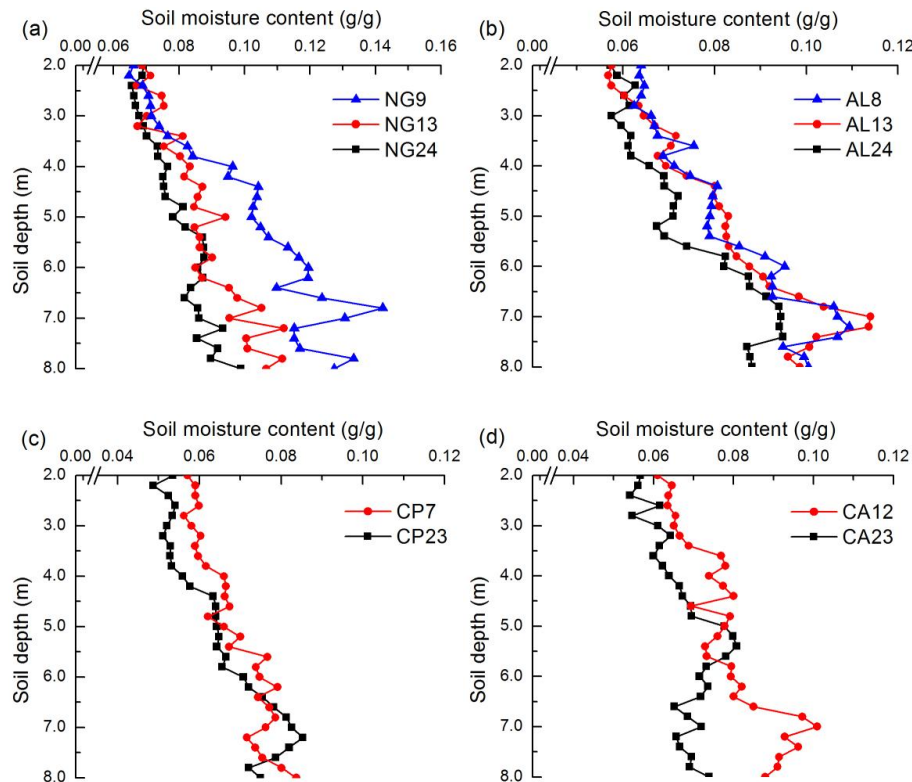 (a)
Soil moisture content (g/g)
0.00 0.06 0.08 0.10 0.12 0.14 0.16
Soil depth (m)
2.0
3.0
4.0
5.0
6.0
7.0
8.0
NG9
NG13
NG24
(b)
Soil moisture content (g/g)
0.00 0.06 0.08 0.10 0.12
Soil depth (m)
2.0
3.0
4.0
5.0
6.0
7.0
8.0
AL8
AL13
AL24
(c)
Soil moisture content (g/g)
0.00 0.04 0.06 0.08 0.10 0.12
Soil depth (m)
2.0
3.0
4.0
5.0
6.0
7.0
8.0
CP7
CP23
(d)
Soil moisture content (g/g)
0.00 0.04 0.06 0.08 0.10 0.12
Soil depth (m)
2.0
3.0
4.0
5.0
6.0
7.0
8.0
CA12
CA23